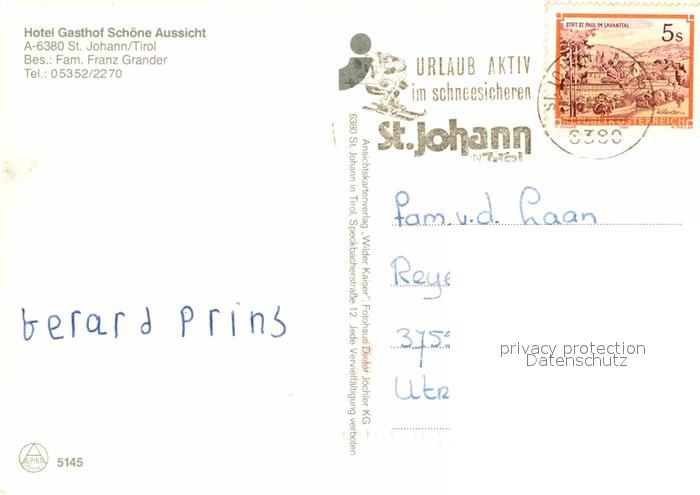 Hotel Gasthof Schöne Aussicht
A-6380 St. Johann/Tirol
Bes.: Fam. Franz Grander
Tel.: 05352/2270
URLAUB AKTIV
im schneesicheren
St. Johann
IN TIROL
STIFT ST. PAUL IM LAVANTTAL
5s
REPUBLIK ÖSTERREICH
6380
Ansichtskartenverlag „Wilder Kaiser", Fotohaus Dieter Jöchler KG –
6380 St. Johann in Tirol, Speckbacherstraße 12. Jede Vervielfältigung verboten
Fam. v.d. Laan
Reye
375
Utr
Gerard Prins
privacy protection
Datenschutz
ALPINA
5145